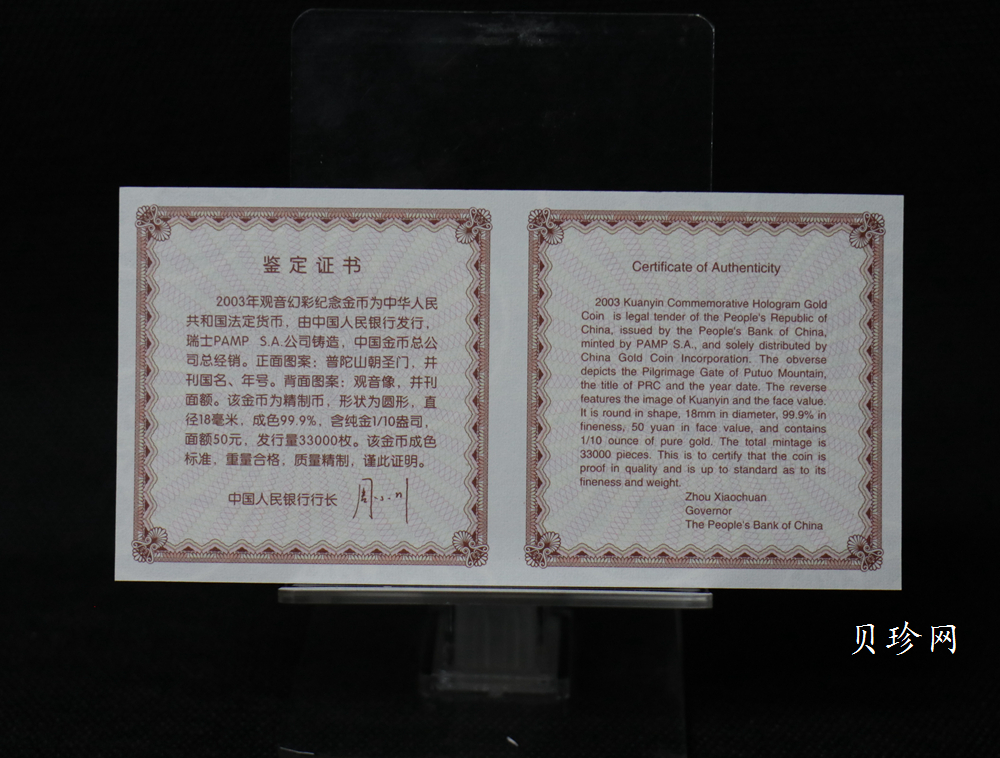 鉴定证书
2003年观音幻彩纪念金币为中华人民
共和国法定货币，由中国人民银行发行，
瑞士PAMP S.A.公司铸造，中国金币总公
司总经销。正面图案：普陀山朝圣门，并
刊国名、年号。背面图案：观音像，并刊
面额。该金币为精制币，形状为圆形，直
径18毫米，成色99.9%，含纯金1/10盎司，
面额50元，发行量33000枚。该金币成色
标准，重量合格，质量精制，谨此证明。
中国人民银行行长
Certificate of Authenticity
2003 Kuanyin Commemorative Hologram Gold
Coin is legal tender of the People's Republic of
China, issued by the People's Bank of China,
minted by PAMP S.A., and solely distributed by
China Gold Coin Incorporation. The obverse
depicts the Pilgrimage Gate of Putuo Mountain,
the title of PRC and the year date. The reverse
features the image of Kuanyin and the face value.
It is round in shape, 18mm in diameter, 99.9% in
fineness, 50 yuan in face value, and contains
1/10 ounce of pure gold. The total mintage is
33000 pieces. This is to certify that the coin is
proof in quality and is up to standard as to its
fineness and weight.
Zhou Xiaochuan
Governor
The People's Bank of China
贝珍网